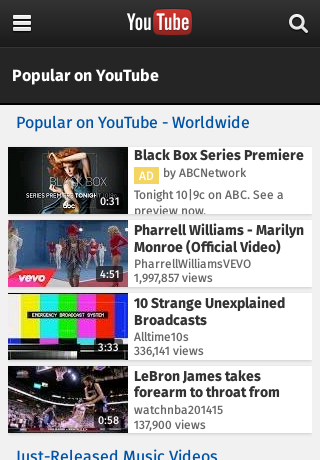 YouTube
Popular on YouTube
Popular on YouTube - Worldwide
BLACK BOX
SERIES PREMIERE TONIGHT 10|9c
abc
0:31
Black Box Series Premiere
AD by ABCNetwork
Tonight 10|9c on ABC. See a
preview now.
vevo
4:51
Pharrell Williams - Marilyn
Monroe (Official Video)
PharrellWilliamsVEVO
1,997,857 views
EMERGENCY BROADCAST SYSTEM
3:33
10 Strange Unexplained
Broadcasts
Alltime10s
336,141 views
0:58
LeBron James takes
forearm to throat from
watchnba201415
137,900 views
Just-Released Music Videos